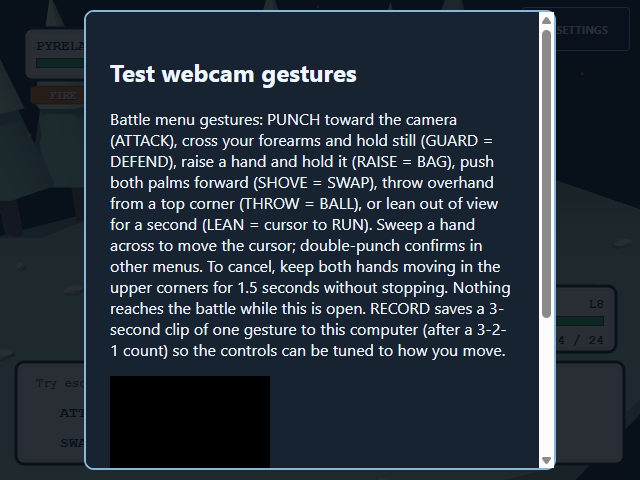 PYRELA
SETTINGS
FIRE
Test webcam gestures
Battle menu gestures: PUNCH toward the camera
(ATTACK), cross your forearms and hold still (GUARD =
DEFEND), raise a hand and hold it (RAISE = BAG), push
both palms forward (SHOVE = SWAP), throw overhand
from a top corner (THROW = BALL), or lean out of view
for a second (LEAN = cursor to RUN). Sweep a hand
across to move the cursor; double-punch confirms in
other menus. To cancel, keep both hands moving in the
upper corners for 1.5 seconds without stopping. Nothing
reaches the battle while this is open. RECORD saves a 3-
second clip of one gesture to this computer (after a 3-2-
1 count) so the controls can be tuned to how you move.
L8
4 / 24
Try esc
ATT
SWA